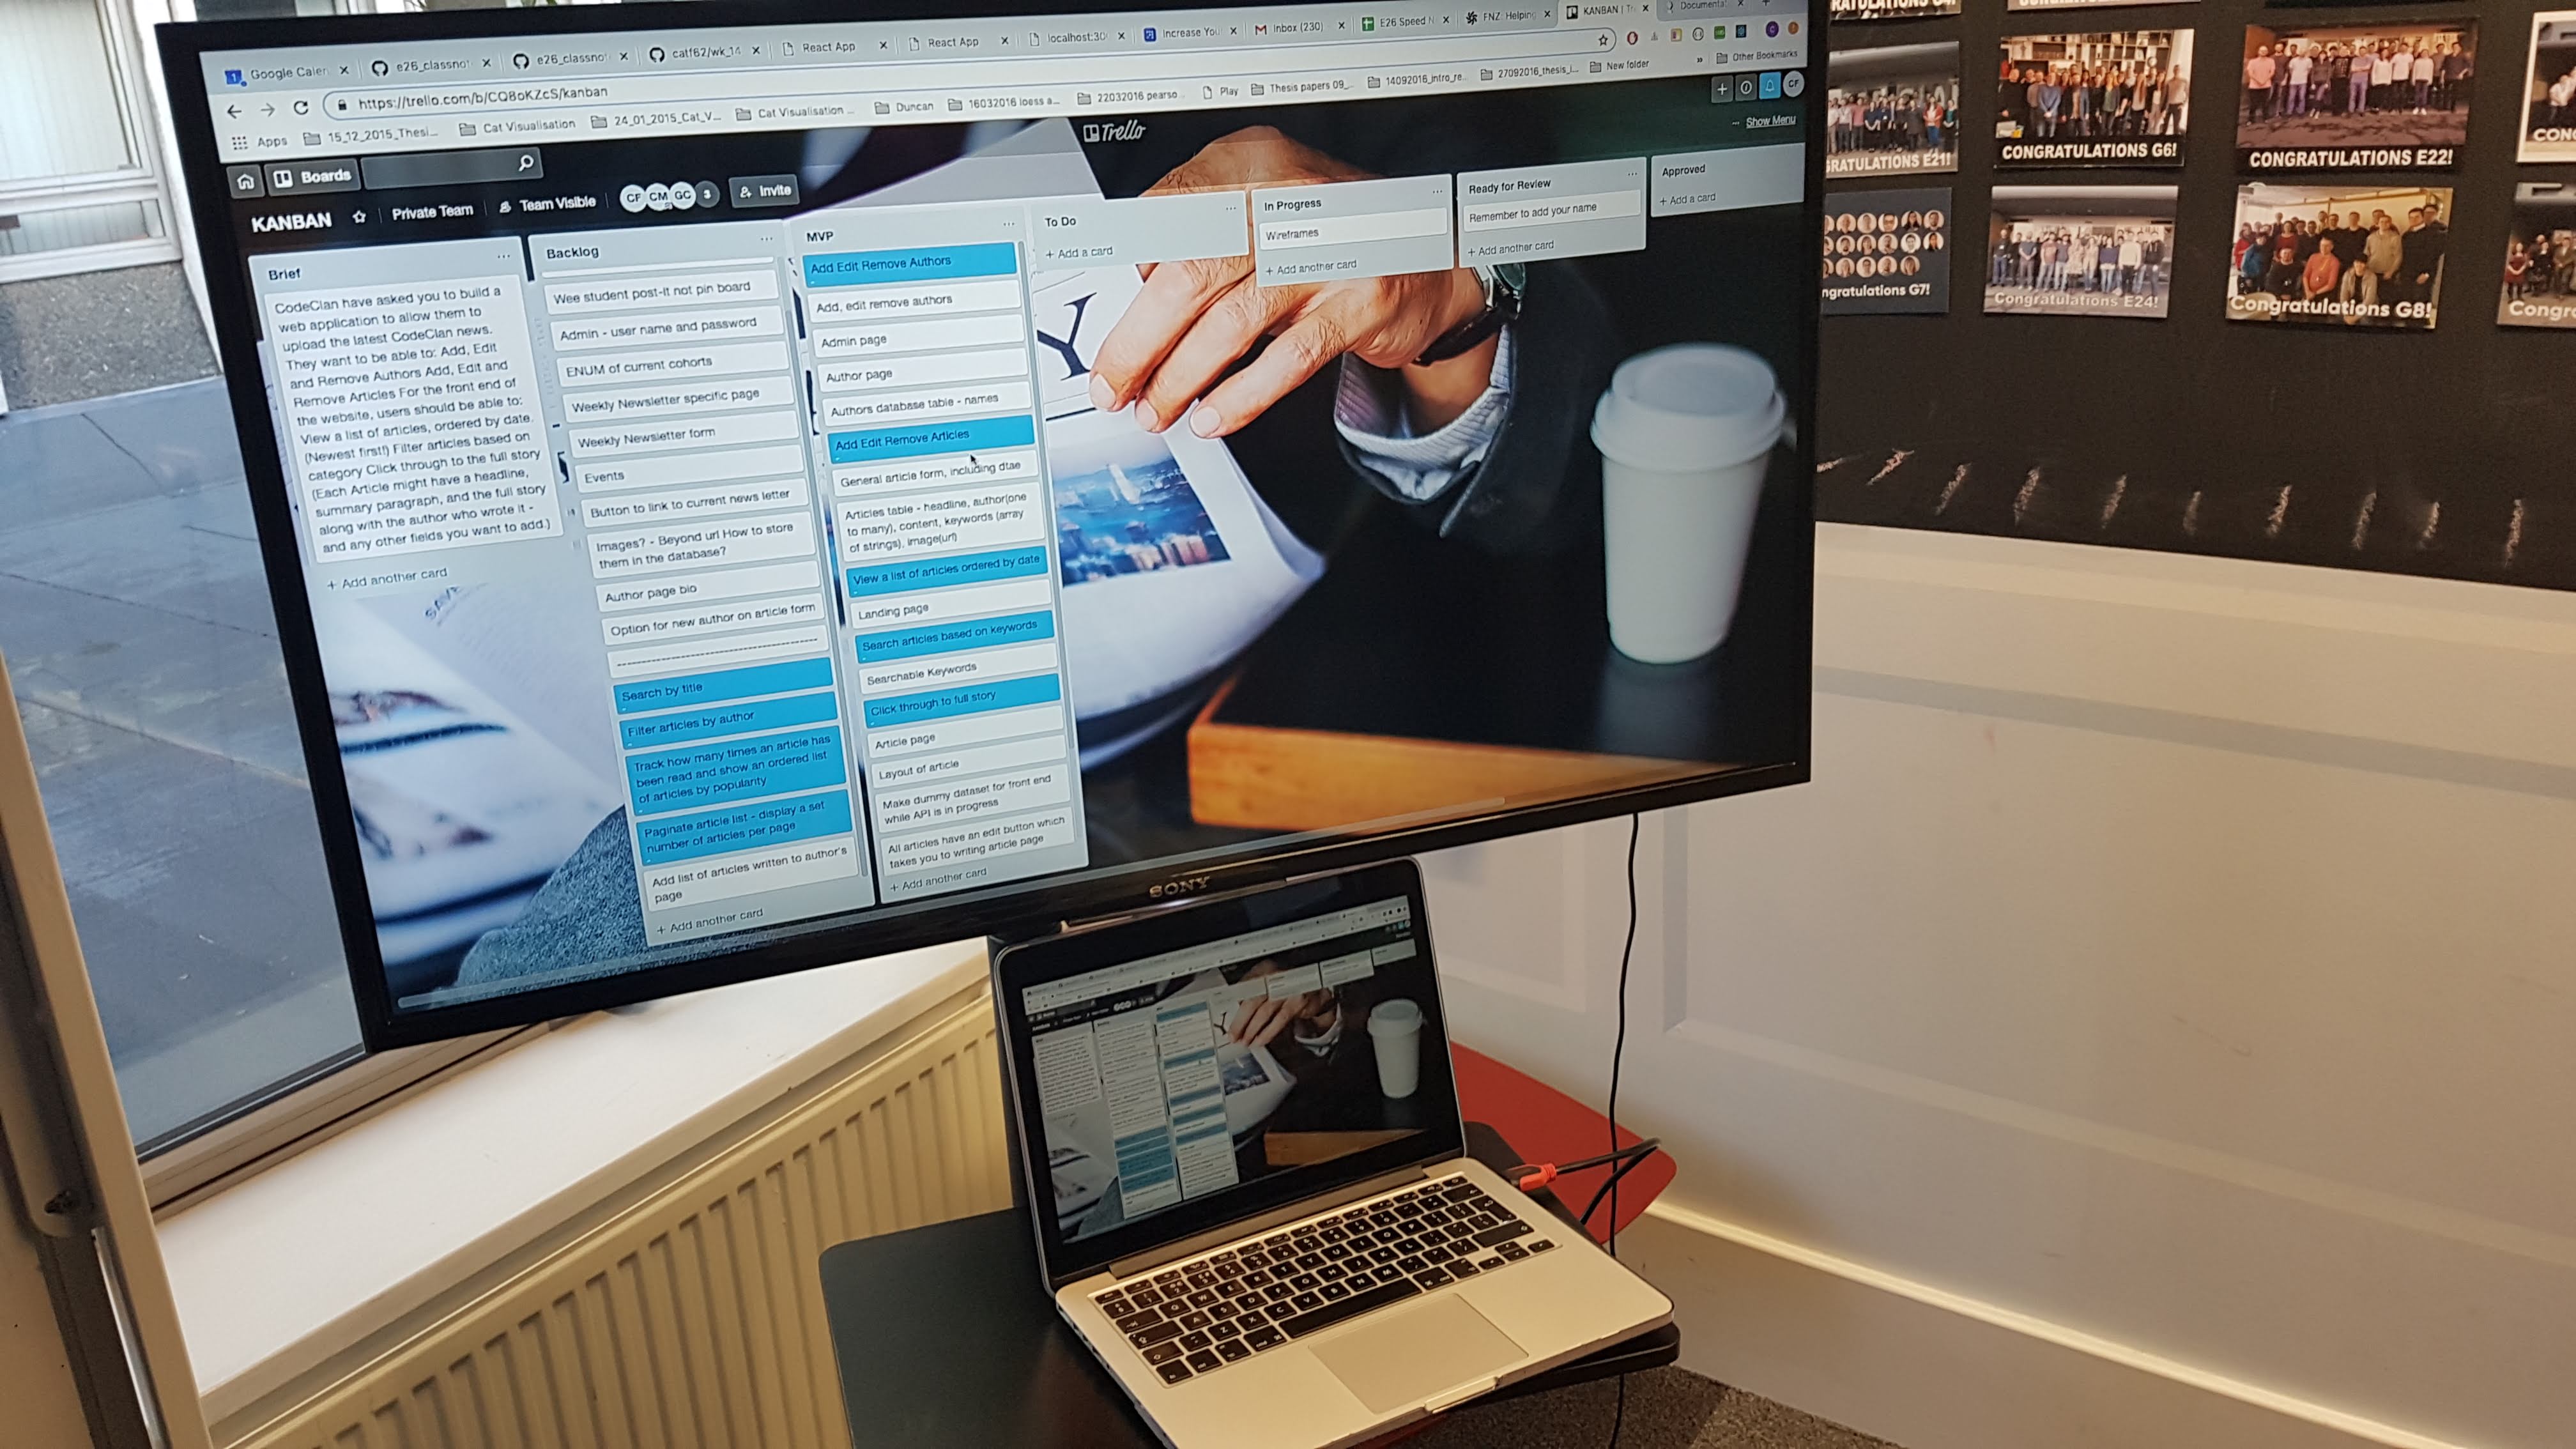 Google Caler
e26_classnot
e26_classnot
catf62/wk_14
React App
React App
localhost:30
Increase You
Inbox (230)
E26 Speed N
FNZ: Helping
KANBAN | Tr
Documenta
https://trello.com/b/CQ8oKZcS/kanban
Apps
15_12_2015_Thesi...
Cat Visualisation
24_01_2015_Cat_V...
Cat Visualisation ...
Duncan
16032016 loess a...
22032016 pearso...
Play
Thesis papers 09_...
14092016_intro_re...
27092016_thesis_i...
New folder
Other Bookmarks
Boards
Trello
CF
Show Menu
KANBAN
Private Team
Team Visible
CF
CM
GC
3
Invite
Brief
CodeClan have asked you to build a
web application to allow them to
upload the latest CodeClan news.
They want to be able to: Add, Edit
and Remove Authors Add, Edit and
Remove Articles For the front end of
the website, users should be able to:
View a list of articles, ordered by date.
(Newest first!) Filter articles based on
category Click through to the full story
(Each Article might have a headline,
summary paragraph, and the full story
along with the author who wrote it -
and any other fields you want to add.)
+ Add another card
Backlog
Wee student post-it not pin board
Admin - user name and password
ENUM of current cohorts
Weekly Newsletter specific page
Weekly Newsletter form
Events
Button to link to current news letter
Images? - Beyond url How to store
them in the database?
Author page bio
Option for new author on article form
Search by title
Filter articles by author
Track how many times an article has
been read and show an ordered list
of articles by popularity
Paginate article list - display a set
number of articles per page
Add list of articles written to author's
page
+ Add another card
MVP
Add Edit Remove Authors
Add, edit remove authors
Admin page
Author page
Authors database table - names
Add Edit Remove Articles
General article form, including dtae
Articles table - headline, author(one
to many), content, keywords (array
of strings), image(url)
View a list of articles ordered by date
Landing page
Search articles based on keywords
Searchable Keywords
Click through to full story
Article page
Layout of article
Make dummy dataset for front end
while API is in progress
All articles have an edit button which
takes you to writing article page
+ Add another card
To Do
+ Add a card
In Progress
Wireframes
+ Add another card
Ready for Review
Remember to add your name
+ Add another card
Approved
+ Add a card
Y
SONY
RATULATIONS E21!
CONGRATULATIONS G6!
CONGRATULATIONS E22!
ngratulations G7!
Congratulations E24!
Congratulations G8!